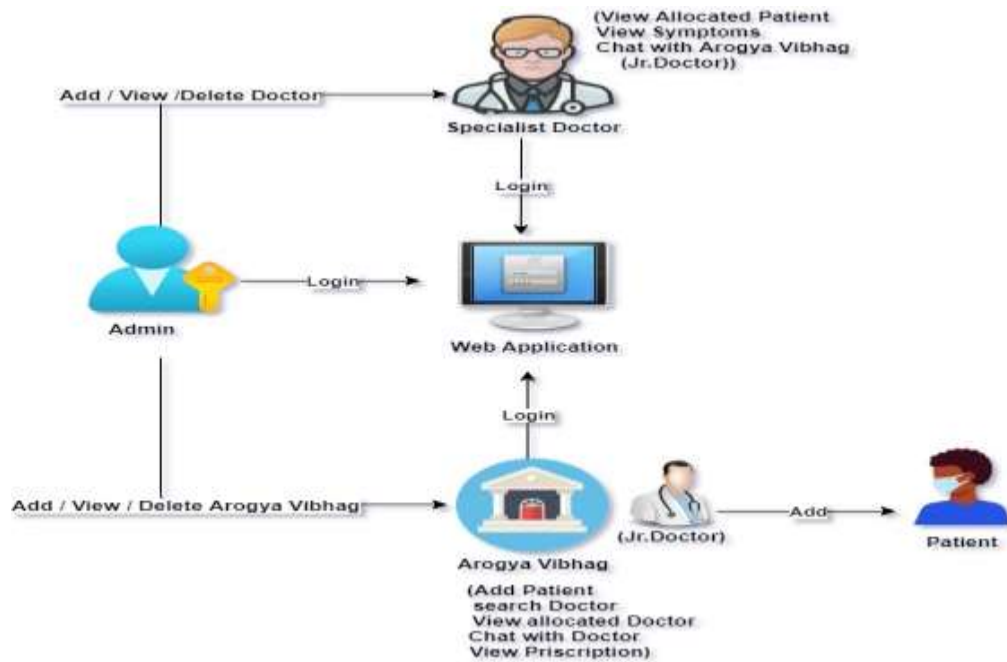 (View Allocated Patient
View Symptoms
Chat with Arogya Vibhag
(Jr.Doctor))
Add / View /Delete Doctor
Specialist Doctor
Login
Login
Admin
Web Application
Login
Add / View / Delete Arogya Vibhag
(Jr.Doctor)
Add
Patient
Arogya Vibhag
(Add Patient
search Doctor
View allocated Doctor
Chat with Doctor
View Priscription)